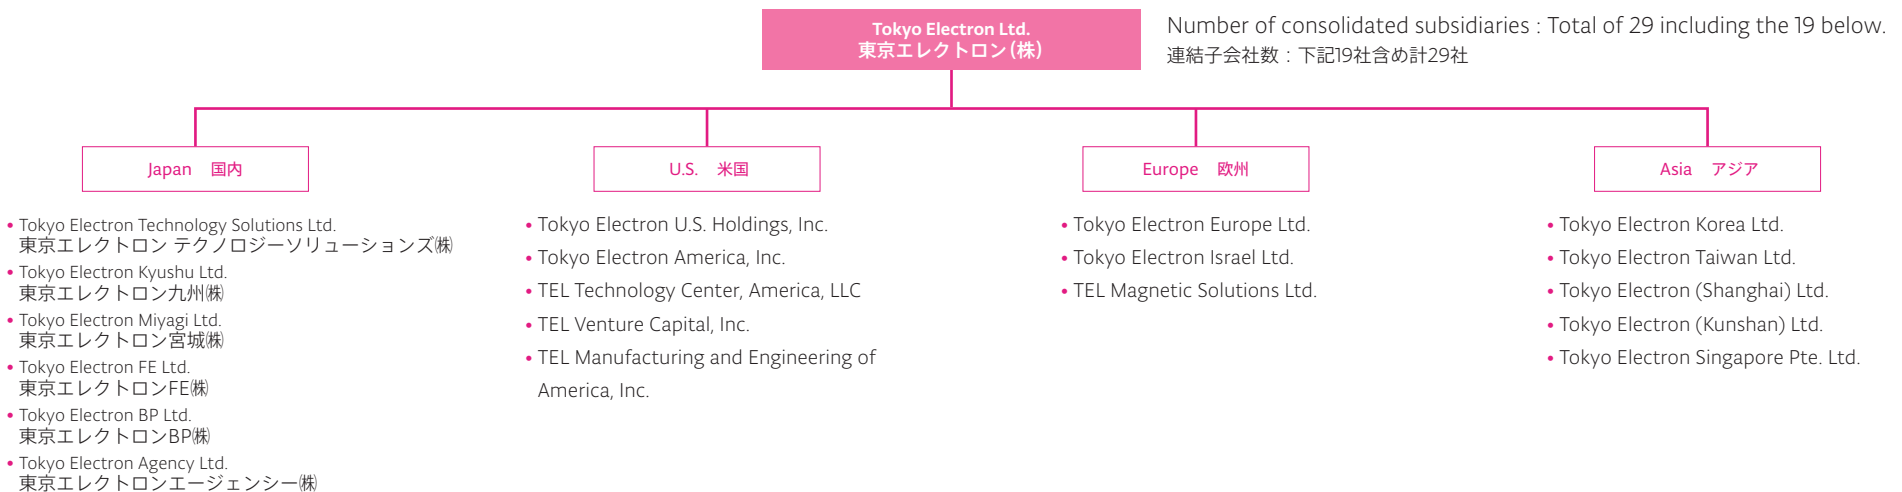 Tokyo Electron Ltd.
東京エレクトロン(株)
Number of consolidated subsidiaries : Total of 29 including the 19 below.
連結子会社数：下記19社含め計29社
Japan 国内
• Tokyo Electron Technology Solutions Ltd.
東京エレクトロン テクノロジーソリューションズ㈱
• Tokyo Electron Kyushu Ltd.
東京エレクトロン九州㈱
• Tokyo Electron Miyagi Ltd.
東京エレクトロン宮城㈱
• Tokyo Electron FE Ltd.
東京エレクトロンFE㈱
• Tokyo Electron BP Ltd.
東京エレクトロンBP㈱
• Tokyo Electron Agency Ltd.
東京エレクトロンエージェンシー㈱
U.S. 米国
• Tokyo Electron U.S. Holdings, Inc.
• Tokyo Electron America, Inc.
• TEL Technology Center, America, LLC
• TEL Venture Capital, Inc.
• TEL Manufacturing and Engineering of
America, Inc.
Europe 欧州
• Tokyo Electron Europe Ltd.
• Tokyo Electron Israel Ltd.
• TEL Magnetic Solutions Ltd.
Asia アジア
• Tokyo Electron Korea Ltd.
• Tokyo Electron Taiwan Ltd.
• Tokyo Electron (Shanghai) Ltd.
• Tokyo Electron (Kunshan) Ltd.
• Tokyo Electron Singapore Pte. Ltd.